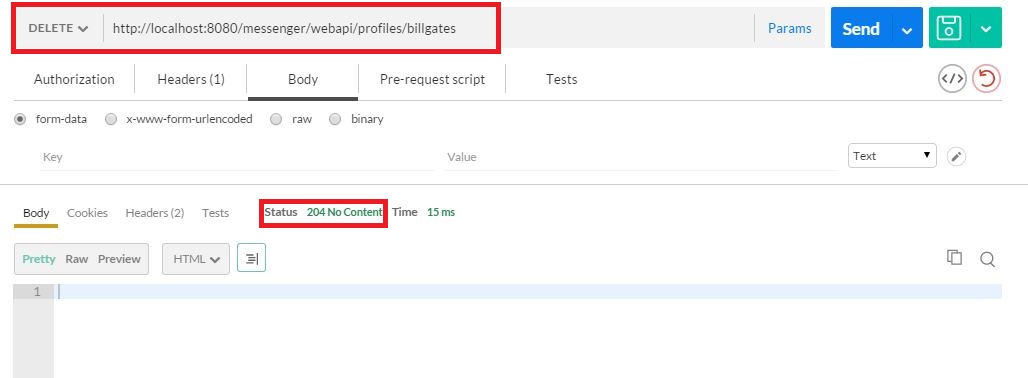 DELETE http://localhost:8080/messenger/webapi/profiles/billgates Params Send
Authorization Headers (1) Body Pre-request script Tests
form-data x-www-form-urlencoded raw binary
Key Value Text
Body Cookies Headers (2) Tests Status 204 No Content Time 15 ms
Pretty Raw Preview HTML
1